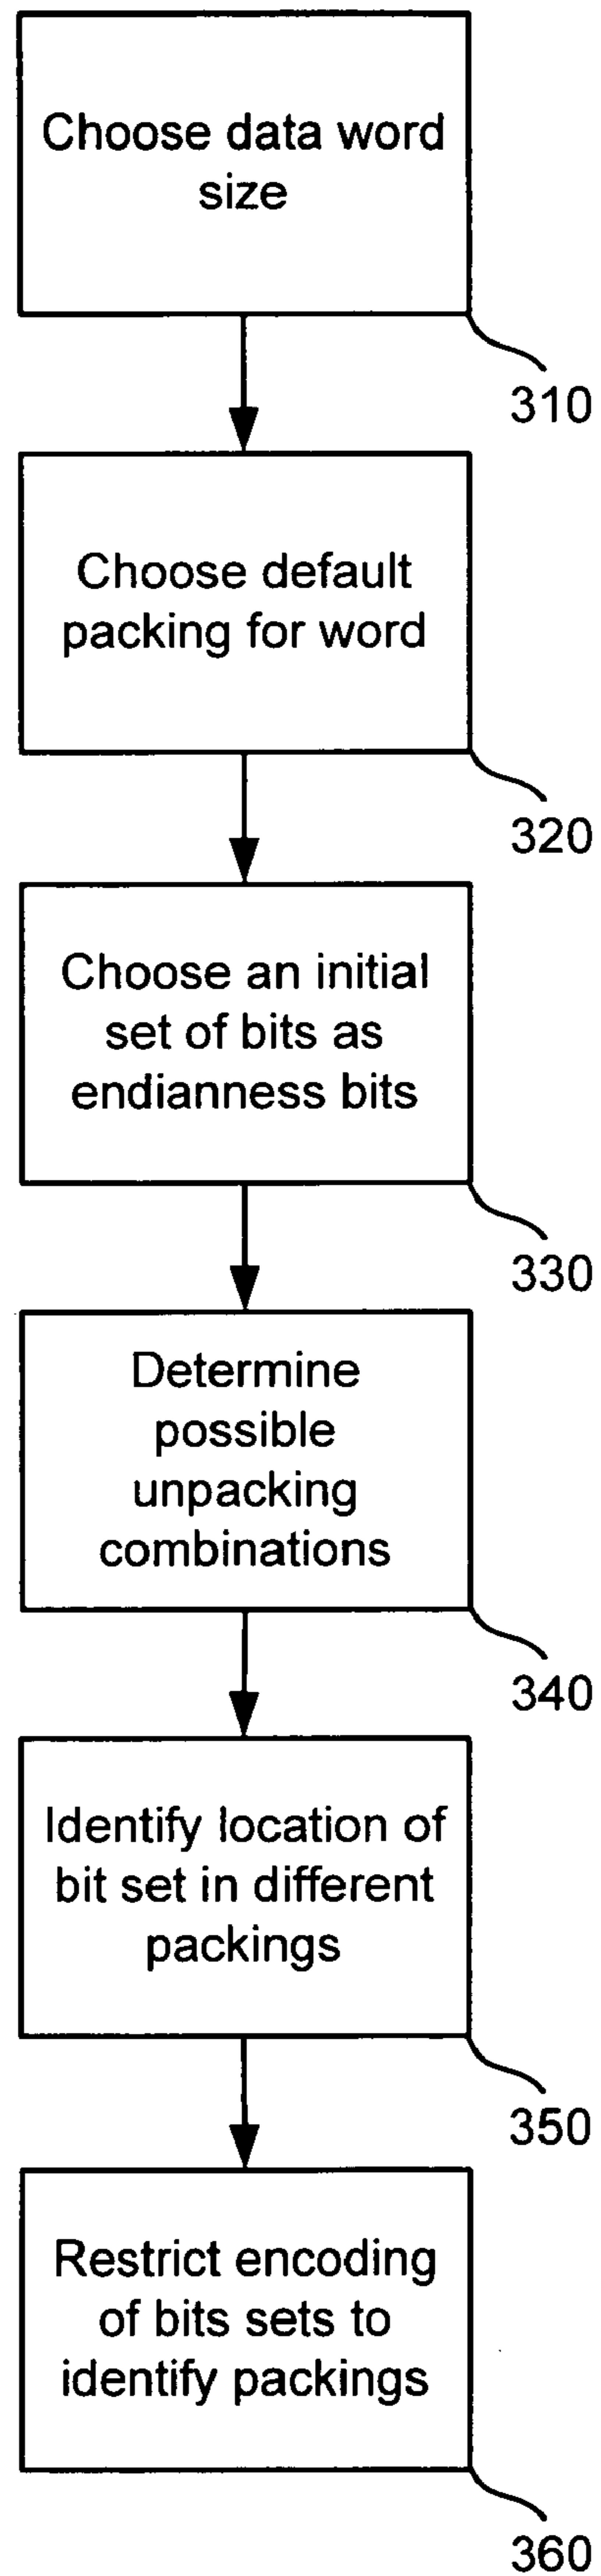 Choose data word
size
310
Choose default
packing for word
320
Choose an initial
set of bits as
endianness bits
330
Determine
possible
unpacking
combinations
340
Identify location of
bit set in different
packings
350
Restrict encoding
of bits sets to
identify packings
360